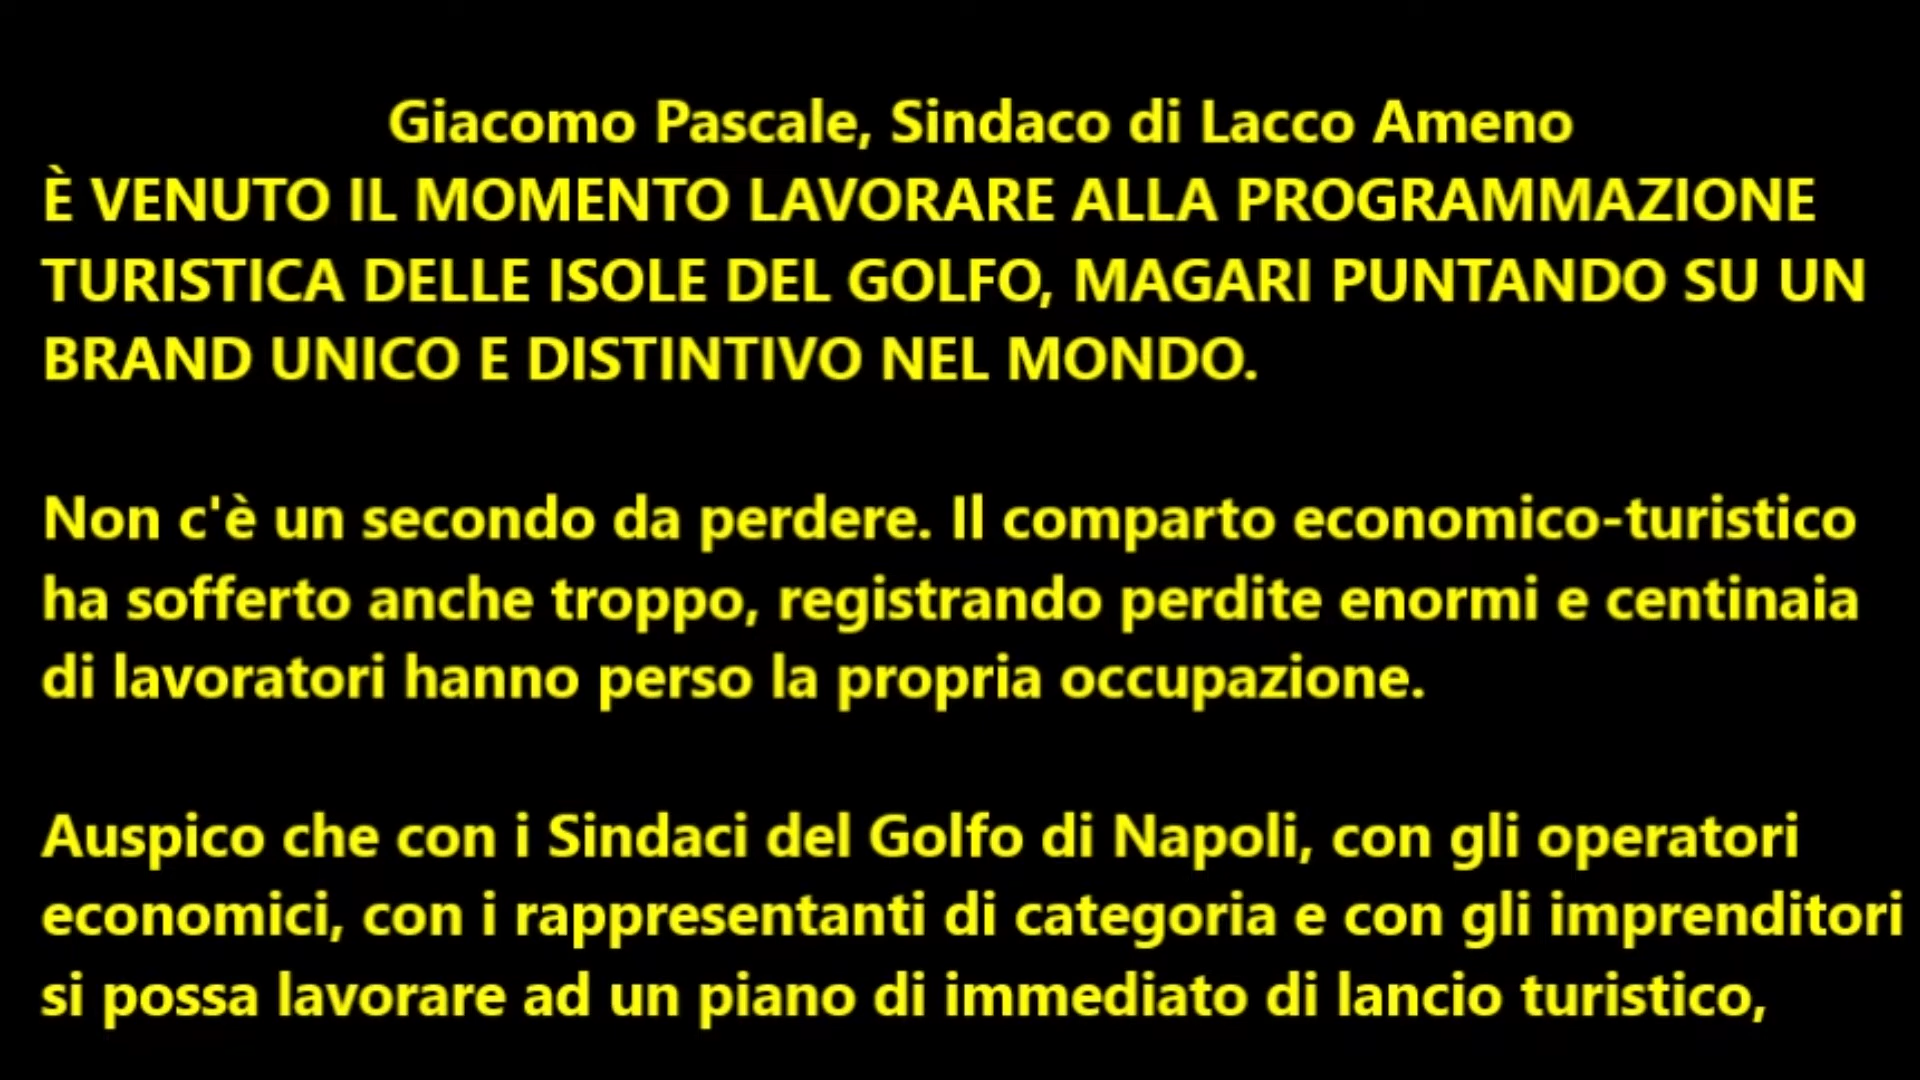 Giacomo Pascale, Sindaco di Lacco Ameno
È VENUTO IL MOMENTO LAVORARE ALLA PROGRAMMAZIONE
TURISTICA DELLE ISOLE DEL GOLFO, MAGARI PUNTANDO SU UN
BRAND UNICO E DISTINTIVO NEL MONDO.
Non c'è un secondo da perdere. Il comparto economico-turistico
ha sofferto anche troppo, registrando perdite enormi e centinaia
di lavoratori hanno perso la propria occupazione.
Auspico che con i Sindaci del Golfo di Napoli, con gli operatori
economici, con i rappresentanti di categoria e con gli imprenditori
si possa lavorare ad un piano di immediato di lancio turistico,